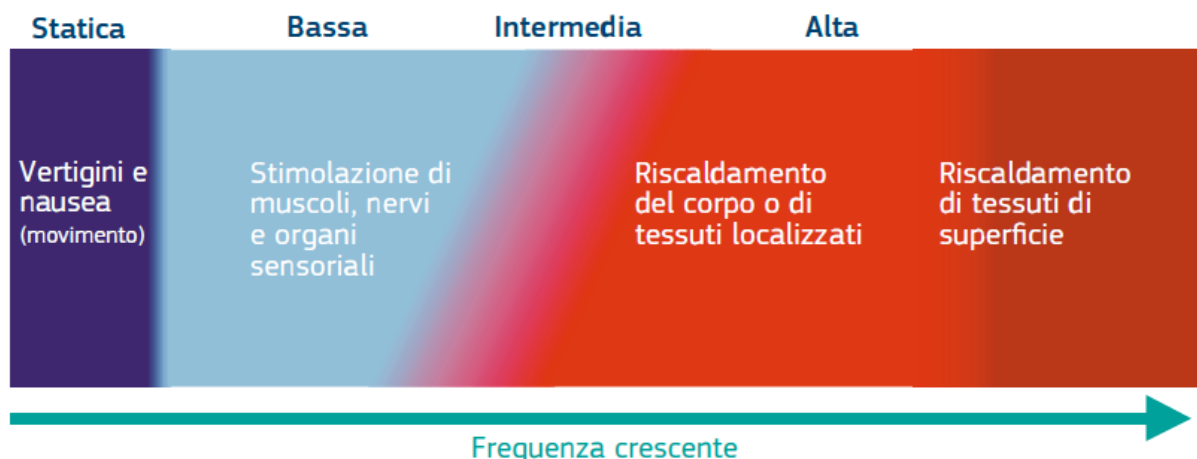 Statica Bassa Intermedia Alta
Vertigini e
nausea
(movimento)
Stimolazione di
muscoli, nervi
e organi
sensoriali
Riscaldamento
del corpo o di
tessuti localizzati
Riscaldamento
di tessuti di
superficie
Frequenza crescente